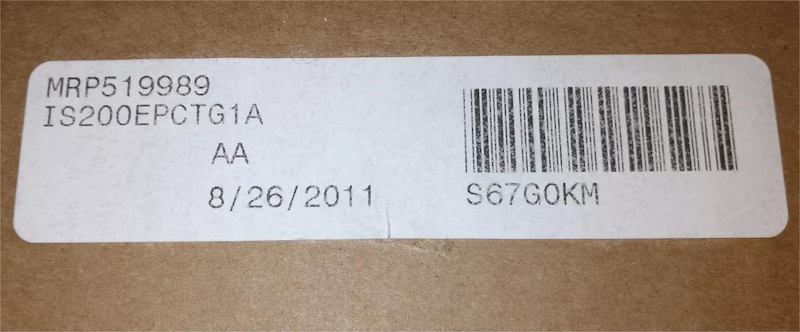 MRP519989
IS200EPCTG1A
AA
8/26/2011
S67G0KM